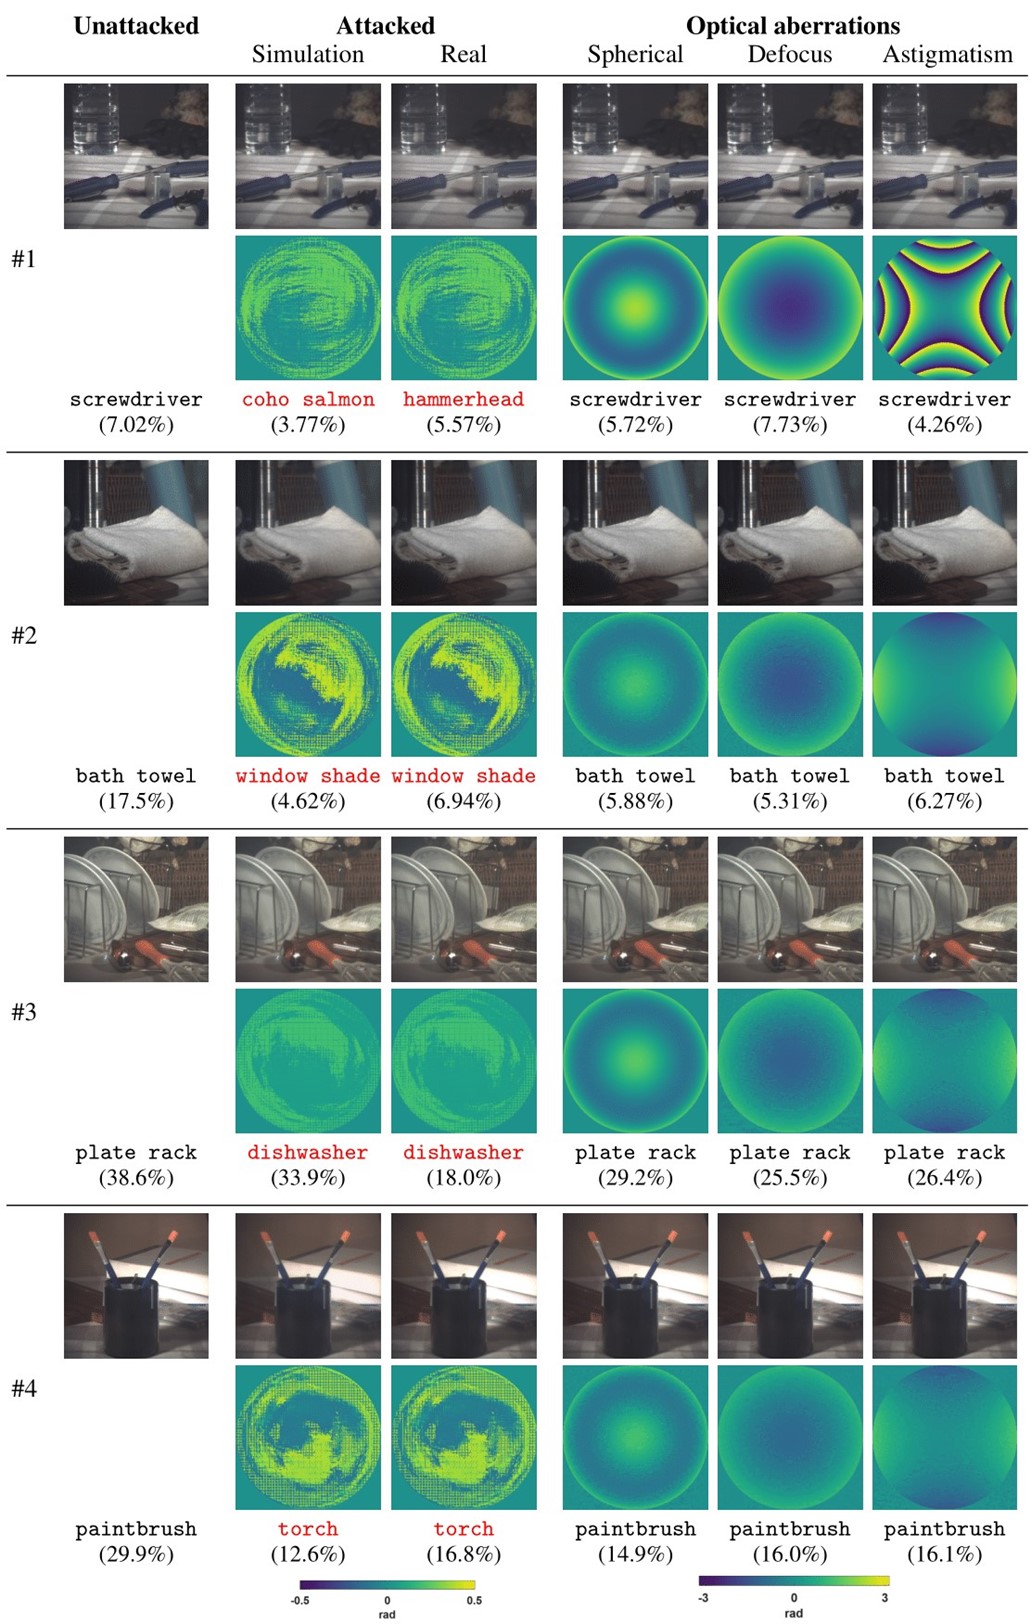 Unattacked Attacked Optical aberrations
Simulation Real Spherical Defocus Astigmatism
#1
screwdriver coho salmon hammerhead screwdriver screwdriver screwdriver
(7.02%) (3.77%) (5.57%) (5.72%) (7.73%) (4.26%)
#2
bath towel window shade window shade bath towel bath towel bath towel
(17.5%) (4.62%) (6.94%) (5.88%) (5.31%) (6.27%)
#3
plate rack dishwasher dishwasher plate rack plate rack plate rack
(38.6%) (33.9%) (18.0%) (29.2%) (25.5%) (26.4%)
#4
paintbrush torch torch paintbrush paintbrush paintbrush
(29.9%) (12.6%) (16.8%) (14.9%) (16.0%) (16.1%)
-0.5 0 0.5 -3 0 3
rad rad